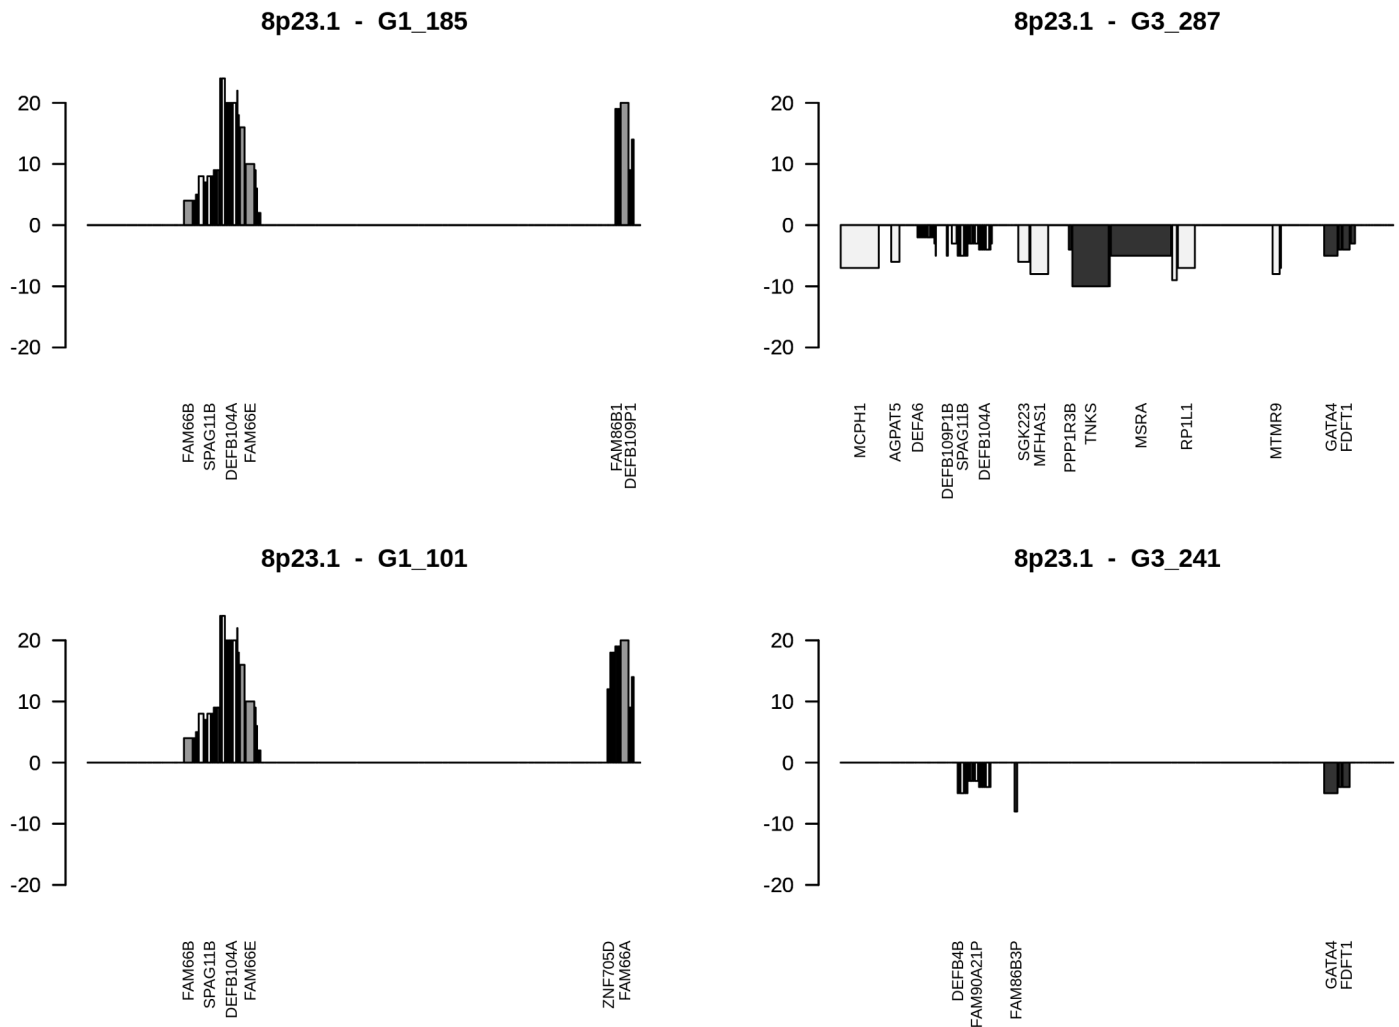 8p23.1 - G1_185
20
10
0
-10
-20
FAM66B
SPAG11B
DEFB104A
FAM66E
FAM86B1
DEFB109P1
8p23.1 - G3_287
20
10
0
-10
-20
MCPH1
AGPAT5
DEFA6
DEFB109P1B
SPAG11B
DEFB104A
SGK223
MFHAS1
PPP1R3B
TNKS
MSRA
RP1L1
MTMR9
GATA4
FDFT1
8p23.1 - G1_101
20
10
0
-10
-20
FAM66B
SPAG11B
DEFB104A
FAM66E
ZNF705D
FAM66A
8p23.1 - G3_241
20
10
0
-10
-20
DEFB4B
FAM90A21P
FAM86B3P
GATA4
FDFT1